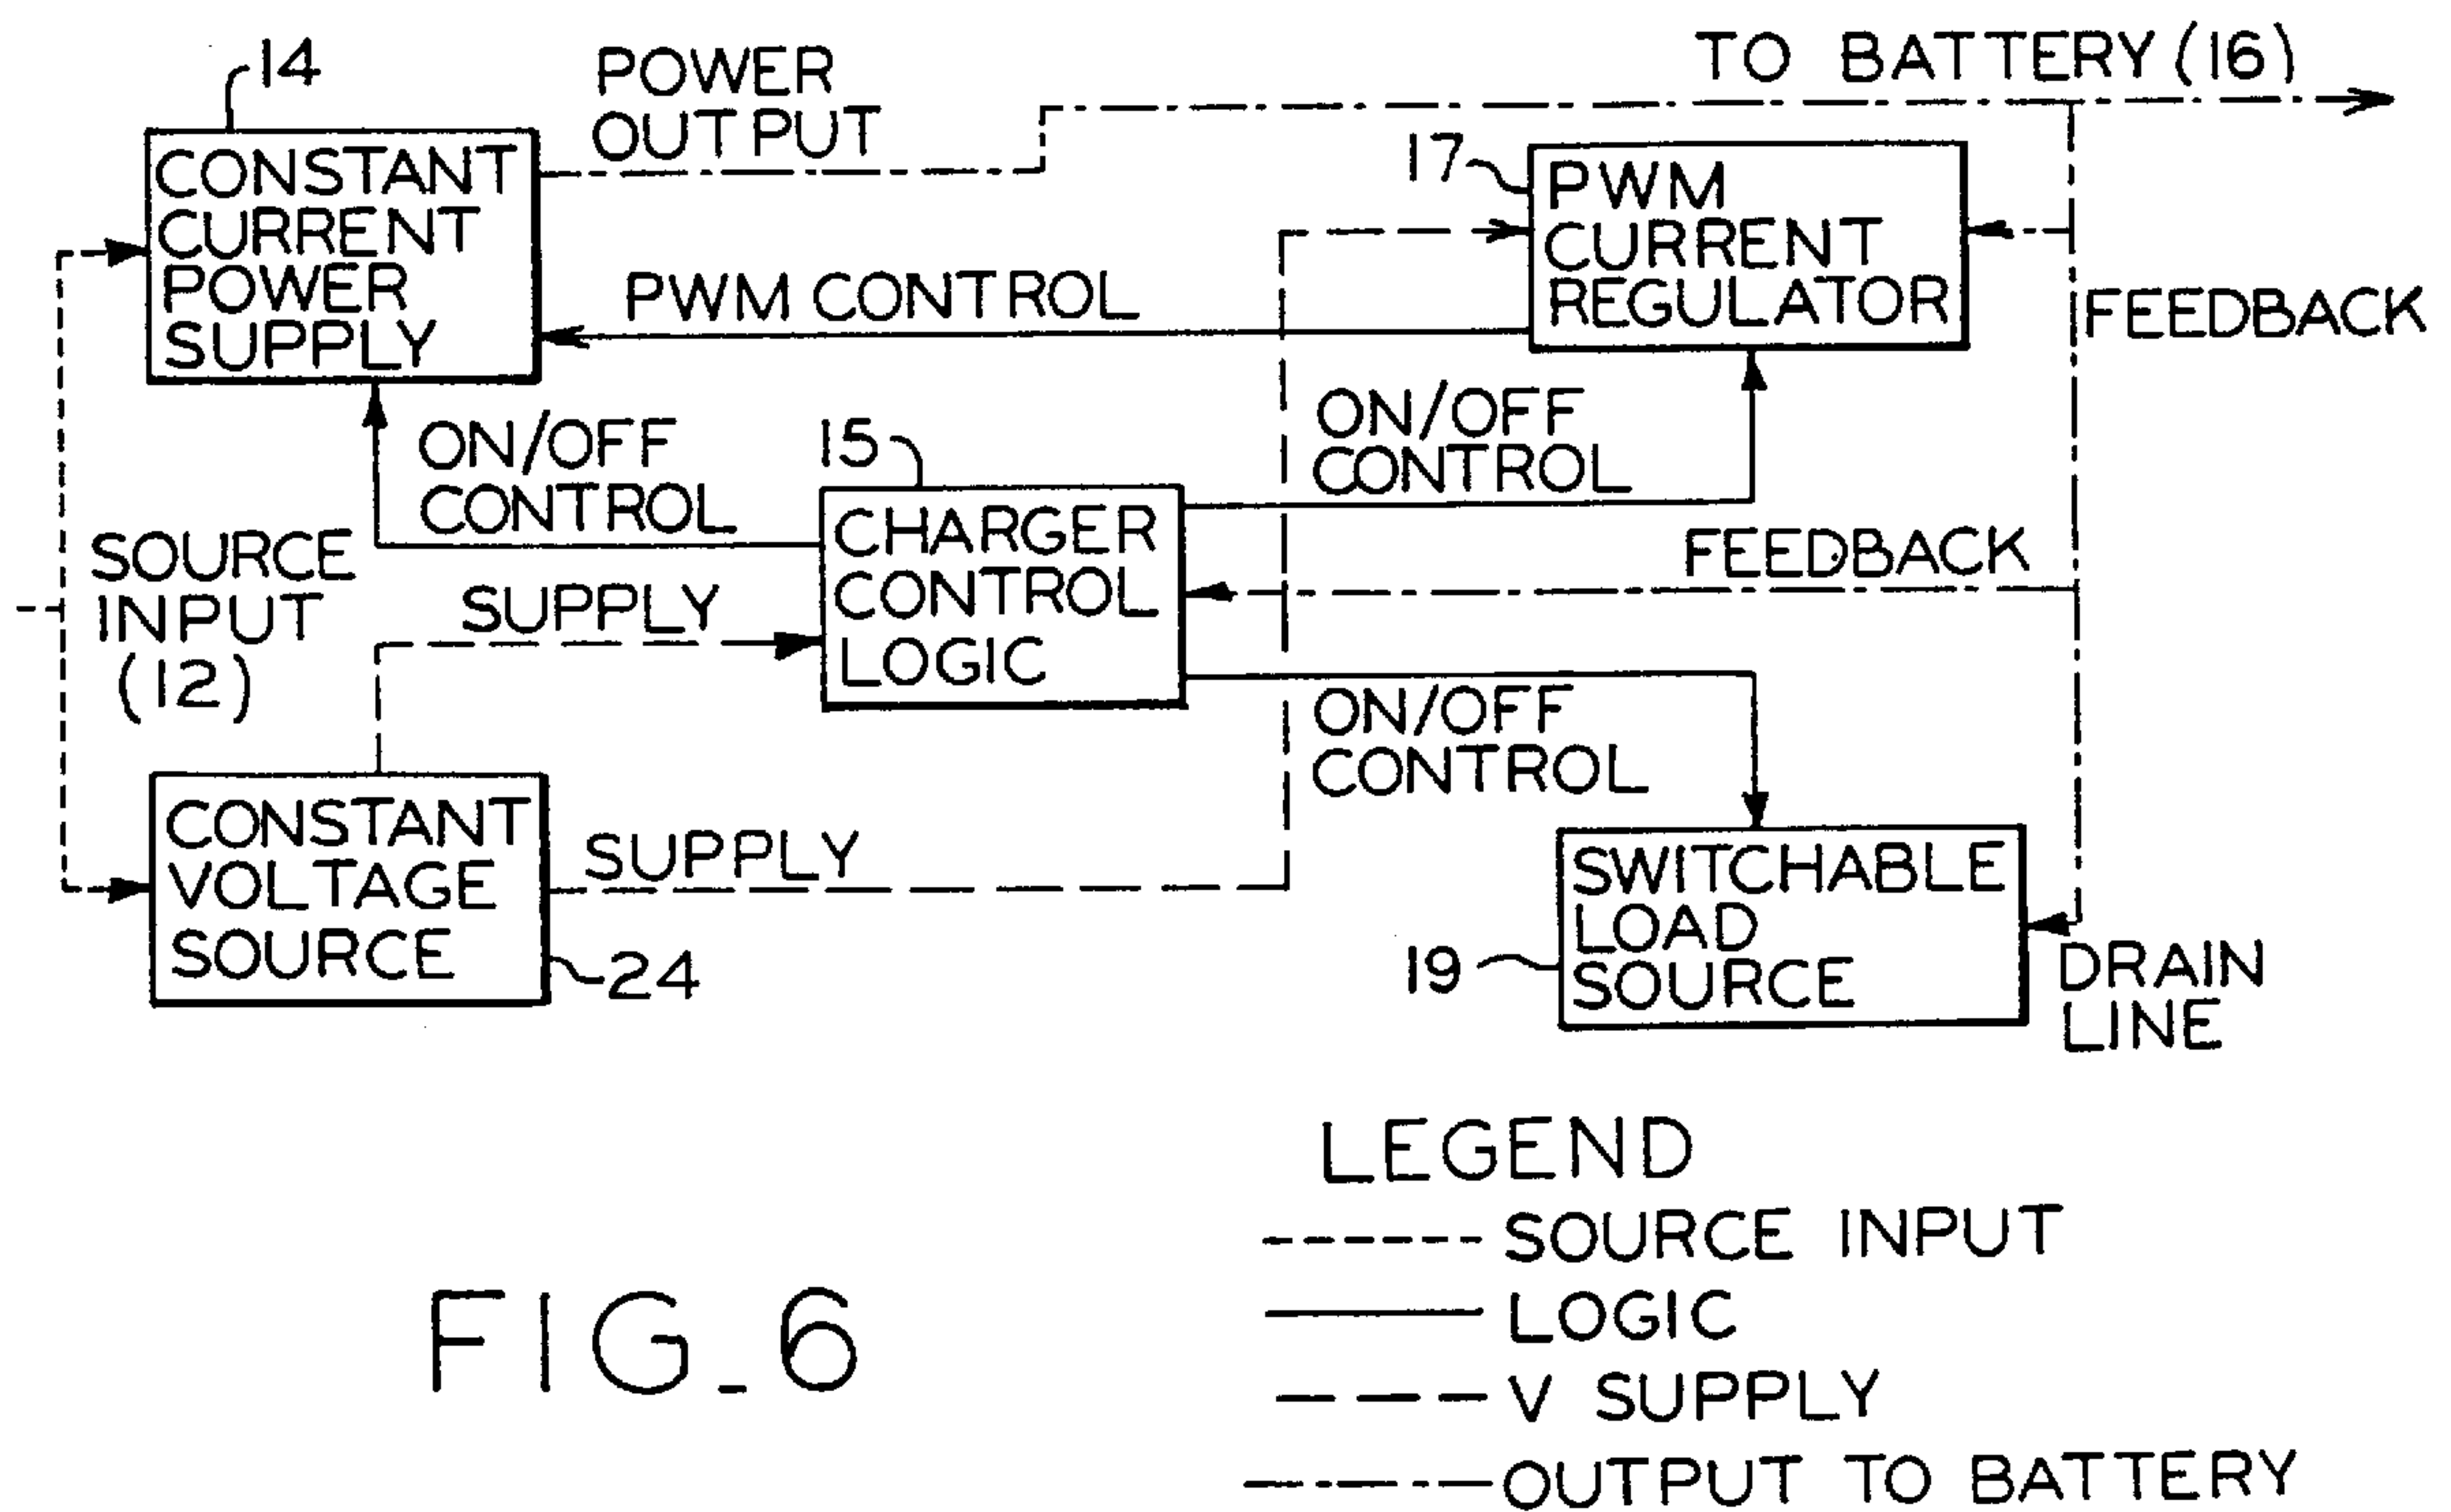 14
POWER
OUTPUT
TO BATTERY (16)
CONSTANT
CURRENT
POWER
SUPPLY
17
PWM
CURRENT
REGULATOR
PWM CONTROL
FEEDBACK
ON/OFF
CONTROL
15
ON/OFF
CONTROL
SOURCE
INPUT
(12)
SUPPLY
CHARGER
CONTROL
LOGIC
FEEDBACK
ON/OFF
CONTROL
CONSTANT
VOLTAGE
SOURCE
SUPPLY
24
SWITCHABLE
LOAD
SOURCE
19
DRAIN
LINE
LEGEND
SOURCE INPUT
LOGIC
V SUPPLY
OUTPUT TO BATTERY
FIG_6